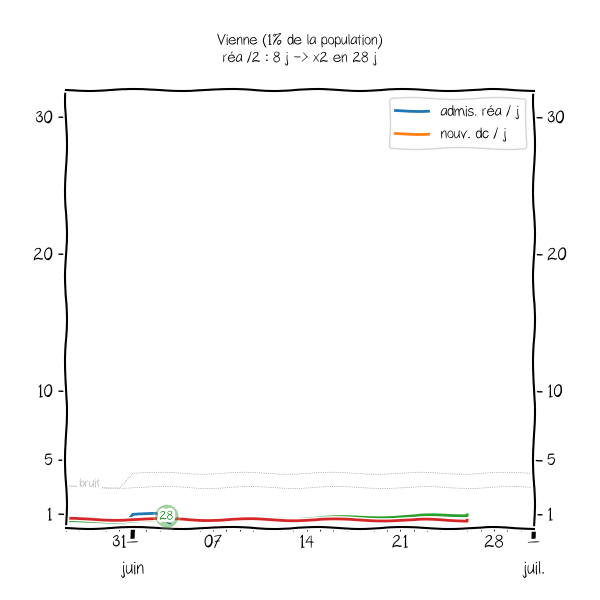 Vienne (1% de la population)
réa /2 : 8 j -> x2 en 28 j
admis. réa / j
nouv. dc / j
30
30
20
20
10
10
5
5
bruit
1
28
1
31
07
14
21
28
juin
juil.